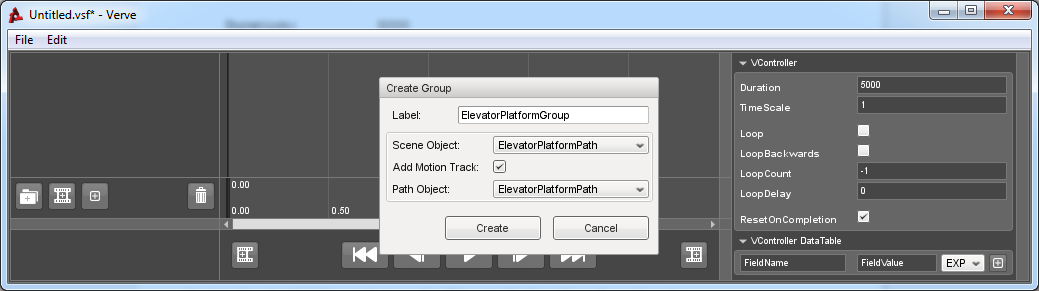 Untitled.vsf* - Verve
File Edit
Create Group
Label: ElevatorPlatformGroup
Scene Object: ElevatorPlatformPath
Add Motion Track:
Path Object: ElevatorPlatformPath
Create Cancel
0.00
0.00 0.50
VController
Duration 5000
TimeScale 1
Loop
LoopBackwards
LoopCount -1
LoopDelay 0
ResetOnCompletion
VController DataTable
FieldName FieldValue EXP